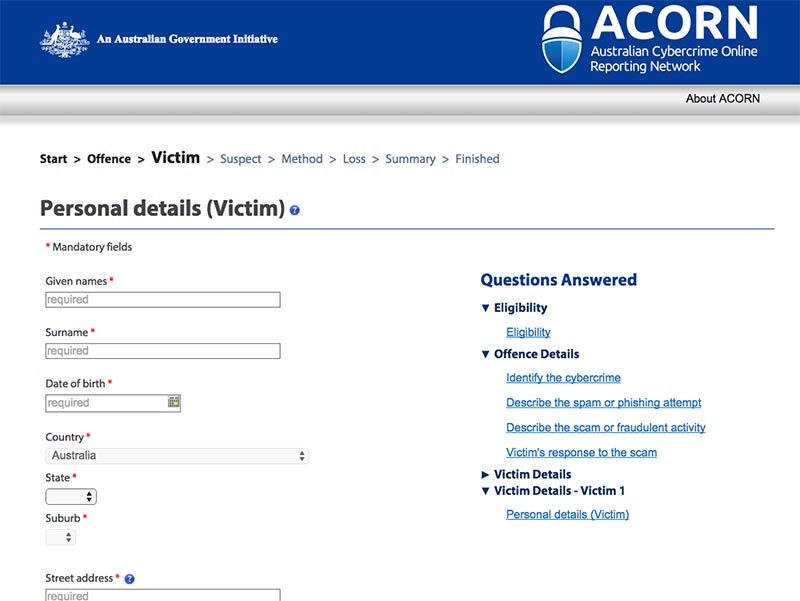 An Australian Government Initiative
ACORN
Australian Cybercrime Online
Reporting Network
About ACORN
Start > Offence > Victim > Suspect > Method > Loss > Summary > Finished
Personal details (Victim) ?
* Mandatory fields
Given names *
required
Surname *
required
Date of birth *
required
Country *
Australia
State *
Suburb *
Street address * ?
required
Questions Answered
▼ Eligibility
Eligibility
▼ Offence Details
Identify the cybercrime
Describe the spam or phishing attempt
Describe the scam or fraudulent activity
Victim's response to the scam
► Victim Details
▼ Victim Details - Victim 1
Personal details (Victim)